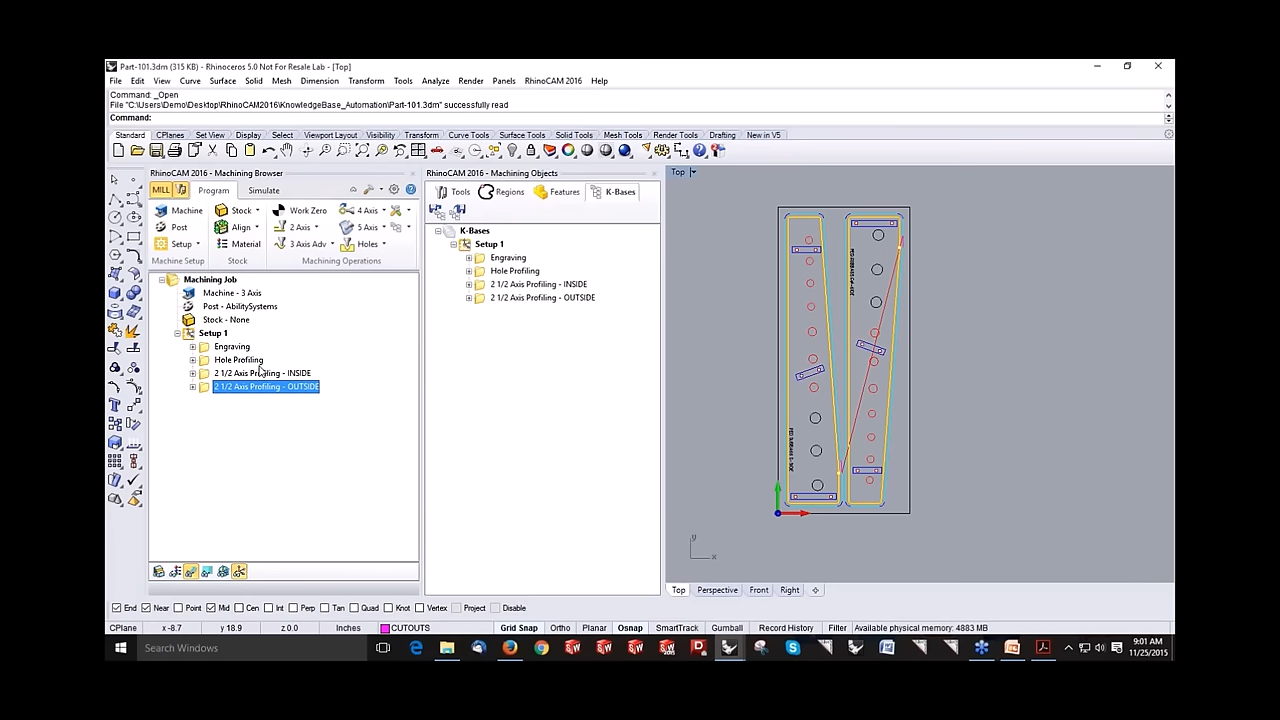 Part-101.3dm (315 KB) - Rhinoceros 5.0 Not For Resale Lab - [Top]
File Edit View Curve Surface Solid Mesh Dimension Transform Tools Analyze Render Panels RhinoCAM 2016 Help
Command: _Open
File "C:\Users\Demo\Desktop\RhinoCAM2016\KnowledgeBase_Automation\Part-101.3dm" successfully read
Command:
Standard CPlanes Set View Display Select Viewport Layout Visibility Transform Curve Tools Surface Tools Solid Tools Mesh Tools Render Tools Drafting New in V5
RhinoCAM 2016 - Machining Browser
MILL Program Simulate
Machine Stock Work Zero 4 Axis
Post Align 2 Axis 5 Axis
Setup Material 3 Axis Adv Holes
Machine Setup Stock Machining Operations
Machining Job
Machine - 3 Axis
Post - AbilitySystems
Stock - None
Setup 1
Engraving
Hole Profiling
2 1/2 Axis Profiling - INSIDE
2 1/2 Axis Profiling - OUTSIDE
RhinoCAM 2016 - Machining Objects
Tools Regions Features K-Bases
K-Bases
Setup 1
Engraving
Hole Profiling
2 1/2 Axis Profiling - INSIDE
2 1/2 Axis Profiling - OUTSIDE
Top
y
x
Top Perspective Front Right
End Near Point Mid Cen Int Perp Tan Quad Knot Vertex Project Disable
CPlane x -8.7 y 18.9 z 0.0 Inches CUTOUTS Grid Snap Ortho Planar Osnap SmartTrack Gumball Record History Filter Available physical memory: 4883 MB
Search Windows
9:01 AM
11/25/2015